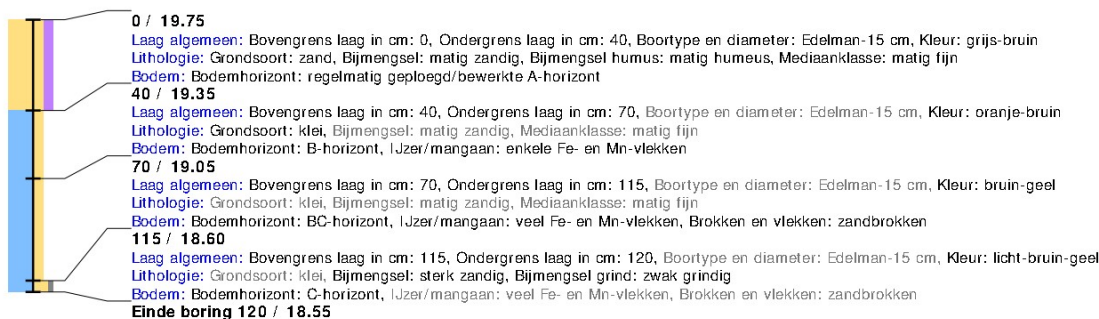 0 / 19.75
Laag algemeen: Bovengrens laag in cm: 0, Ondergrens laag in cm: 40, Boortype en diameter: Edelman-15 cm, Kleur: grijs-bruin
Lithologie: Grondsoort: zand, Bijmengsel: matig zandig, Bijmengsel humus: matig humeus, Mediaanklasse: matig fijn
Bodem: Bodemhorizont: regelmatig geploegd/bewerkte A-horizont
40 / 19.35
Laag algemeen: Bovengrens laag in cm: 40, Ondergrens laag in cm: 70, Boortype en diameter: Edelman-15 cm, Kleur: oranje-bruin
Lithologie: Grondsoort: klei, Bijmengsel: matig zandig, Mediaanklasse: matig fijn
Bodem: Bodemhorizont: B-horizont, IJzer/mangaan: enkele Fe- en Mn-vlekken
70 / 19.05
Laag algemeen: Bovengrens laag in cm: 70, Ondergrens laag in cm: 115, Boortype en diameter: Edelman-15 cm, Kleur: bruin-geel
Lithologie: Grondsoort: klei, Bijmengsel: matig zandig, Mediaanklasse: matig fijn
Bodem: Bodemhorizont: BC-horizont, IJzer/mangaan: veel Fe- en Mn-vlekken, Brokken en vlekken: zandbrokken
115 / 18.60
Laag algemeen: Bovengrens laag in cm: 115, Ondergrens laag in cm: 120, Boortype en diameter: Edelman-15 cm, Kleur: licht-bruin-geel
Lithologie: Grondsoort: klei, Bijmengsel: sterk zandig, Bijmengsel grind: zwak grindig
Bodem: Bodemhorizont: C-horizont, IJzer/mangaan: veel Fe- en Mn-vlekken, Brokken en vlekken: zandbrokken
Einde boring 120 / 18.55